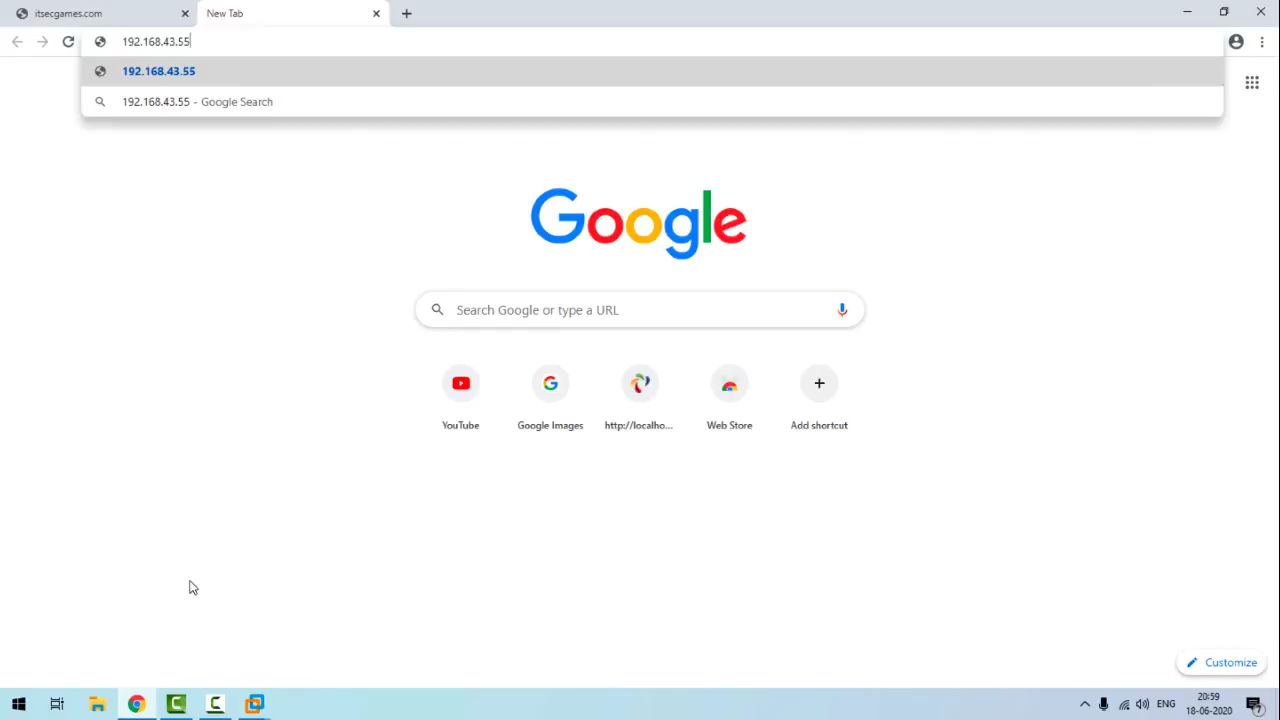 itsecgames.com
New Tab
192.168.43.55
192.168.43.55
192.168.43.55 - Google Search
Google
Search Google or type a URL
YouTube
Google Images
http://localho...
Web Store
Add shortcut
Customize
ENG
20:59
18-06-2020
7